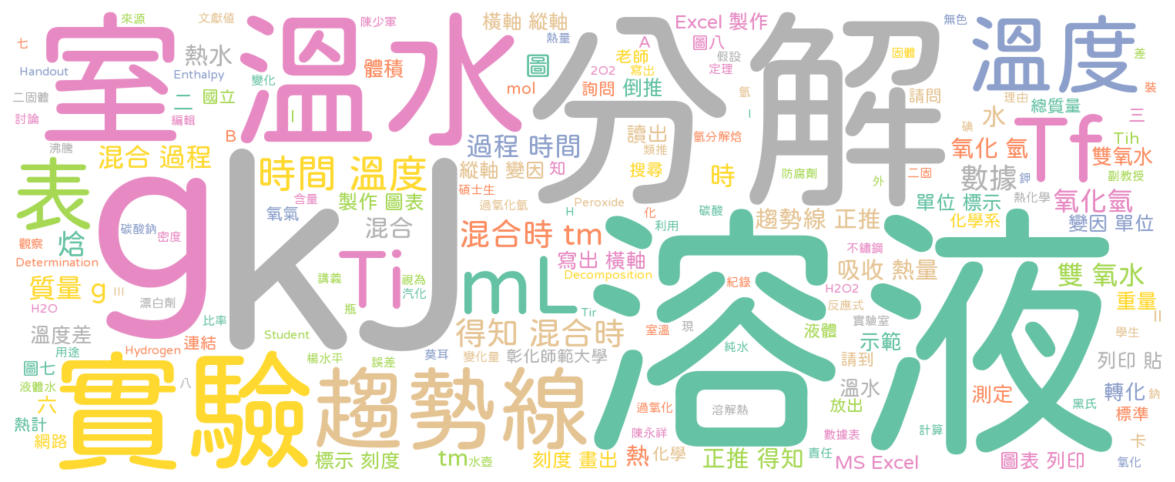 來源
文獻值
陳少軍
橫軸 縱軸
Excel 製作
無色
七
Handout
熱水
Enthalpy
熱量
體積
圖
老師
A
圖八
假設
固體
溫度
差
室溫水
分解
二固體
二
國立
變化
mol
2O2
寫出
詢問
倒推
定理
請問
理由
總質量
裝
討論
編輯
I
B
氫
I
碘
水
三
沸騰
混合 過程
過程 時間
讀出
氫分解焓
類推
Tf
Tih
氧化 氫
雙氧水
表
g
kJ
時間 溫度
縱軸 變因
知
搜尋
時
防腐劑
二固
數據
鉀
副教授
含量
製作 圖表
碩士生
過氧化氫
Peroxide
外
單位 標示
熱化學
氧化氫
焓
碳酸鈉
密度
氧氣
混合
H
化
碳酸
利用
趨勢線 正推
化學系
變因 單位
觀察
Determination
Ti
混合時 tm
寫出 橫軸
不鏽鋼
溶液
質量 g
III
講義
視為
汽化
mL
Decomposition
吸收 熱量
雙 氧水
H2O
漂白劑
瓶
紀錄
H2O2
重量
溫度差
比率
Student
Tir
反應式
II
用途
Hydrogen
連結
得知 混合時
室溫
現
實驗室
液體
學生
圖七
楊水平
誤差
莫耳
變化量
彰化師範大學
純水
示範
請到
列印 貼
液體水
六
八
實驗
趨勢線
溫水
轉化
鈉
過氧化
溶解熱
放出
測定
黑氏
標準
熱計
網路
陳永祥
數據表
計算
卡
標示 刻度
tm
水壺
刻度 畫出
熱
化學
正推 得知
責任
MS Excel
圖表 列印
氧化